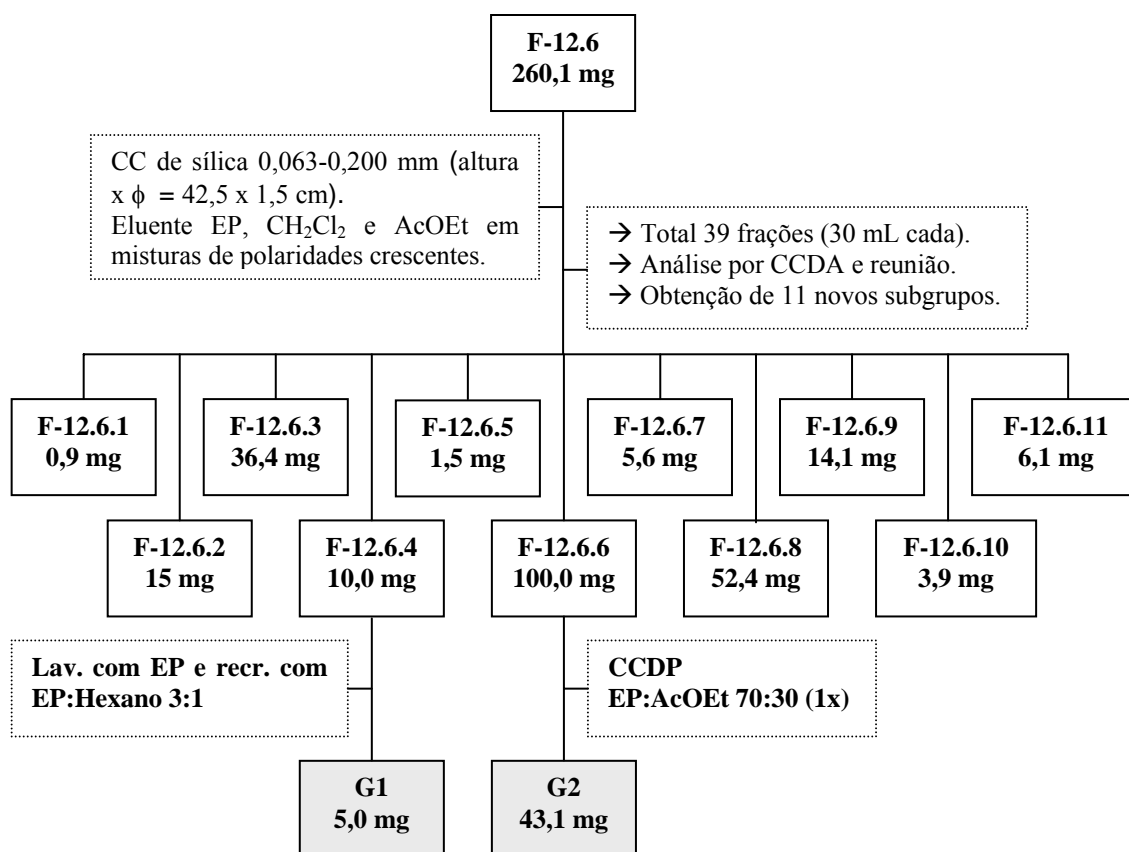 F-12.6
260,1 mg
CC de sílica 0,063-0,200 mm (altura
x ϕ = 42,5 x 1,5 cm).
Eluente EP, CH₂Cl₂ e AcOEt em
misturas de polaridades crescentes.
→ Total 39 frações (30 mL cada).
→ Análise por CCDA e reunião.
→ Obtenção de 11 novos subgrupos.
F-12.6.1
0,9 mg
F-12.6.3
36,4 mg
F-12.6.5
1,5 mg
F-12.6.7
5,6 mg
F-12.6.9
14,1 mg
F-12.6.11
6,1 mg
F-12.6.2
15 mg
F-12.6.4
10,0 mg
F-12.6.6
100,0 mg
F-12.6.8
52,4 mg
F-12.6.10
3,9 mg
Lav. com EP e recr. com
EP:Hexano 3:1
CCDP
EP:AcOEt 70:30 (1x)
G1
5,0 mg
G2
43,1 mg